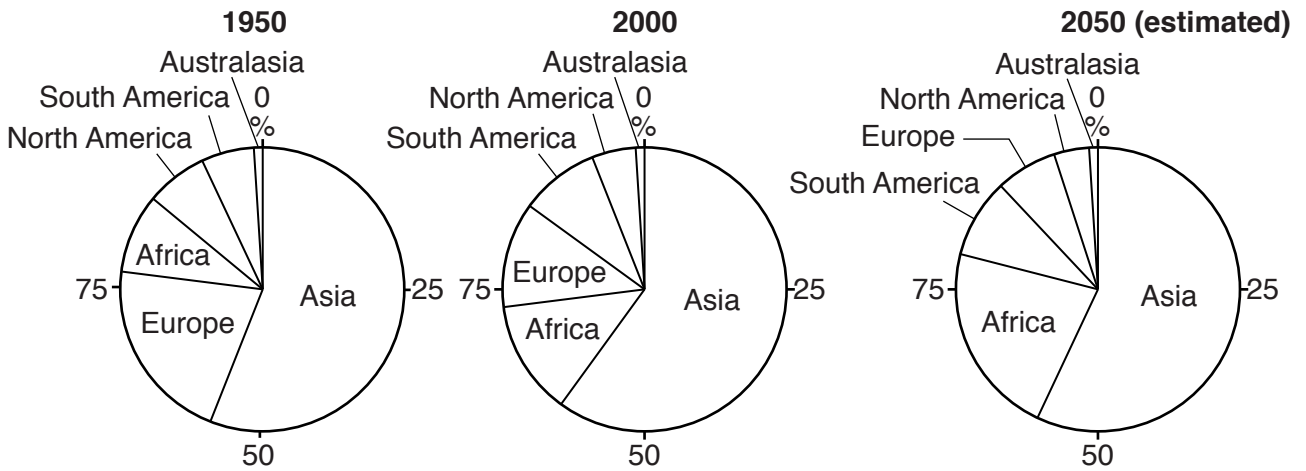 1950
Australasia
South America 0
%
North America
Africa
75
25
Asia
Europe
50
2000
Australasia
North America 0
%
South America
Europe
75
25
Asia
Africa
50
2050 (estimated)
Australasia
North America 0
%
Europe
South America
75
25
Asia
Africa
50